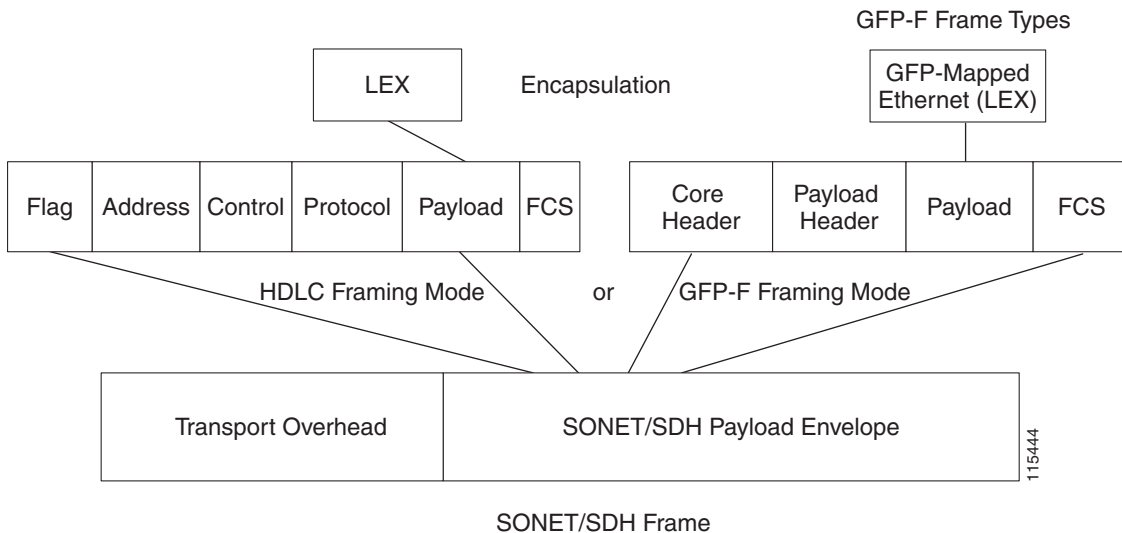 GFP-F Frame Types
LEX
Encapsulation
GFP-Mapped
Ethernet (LEX)
Flag
Address
Control
Protocol
Payload
FCS
Core
Header
Payload
Header
Payload
FCS
HDLC Framing Mode
or
GFP-F Framing Mode
Transport Overhead
SONET/SDH Payload Envelope
115444
SONET/SDH Frame